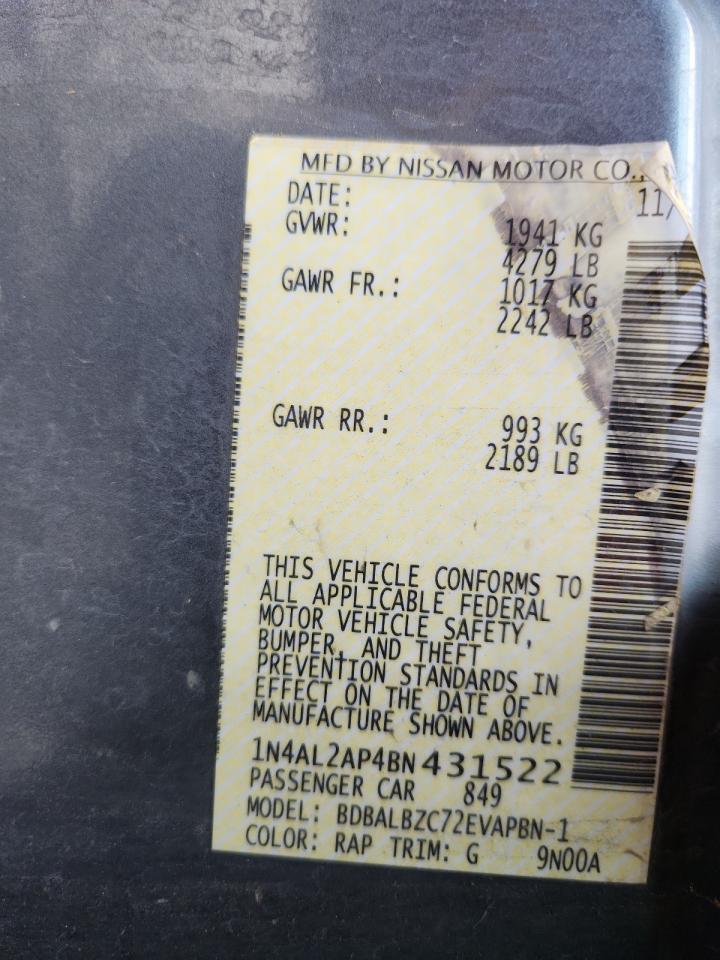 MFD BY NISSAN MOTOR CO.,
DATE: 11/
GVWR: 1941 KG
4279 LB
GAWR FR.: 1017 KG
2242 LB
GAWR RR.: 993 KG
2189 LB
THIS VEHICLE CONFORMS TO
ALL APPLICABLE FEDERAL
MOTOR VEHICLE SAFETY,
BUMPER, AND THEFT
PREVENTION STANDARDS IN
EFFECT ON THE DATE OF
MANUFACTURE SHOWN ABOVE.
1N4AL2AP4BN431522
PASSENGER CAR 849
MODEL: BDBALBZC72EVAPBN-1
COLOR: RAP TRIM: G 9N00A